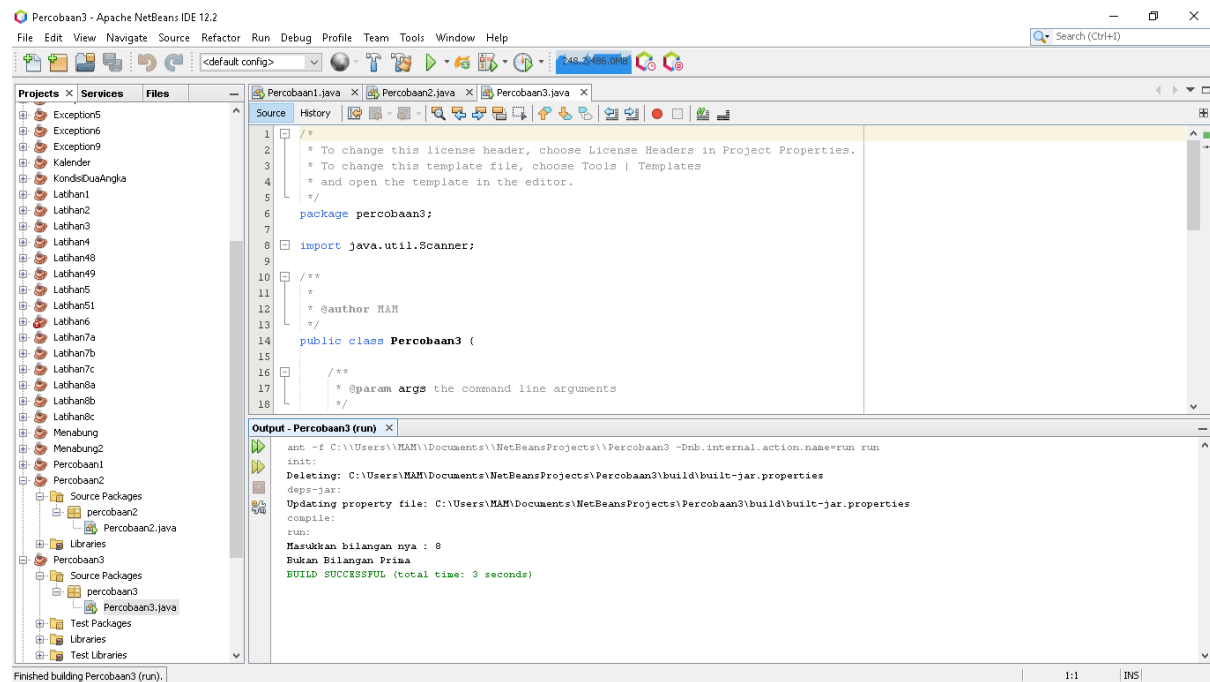 Percobaan3 - Apache NetBeans IDE 12.2
File Edit View Navigate Source Refactor Run Debug Profile Team Tools Window Help
Search (Ctrl+I)
<default config>
248.2/486.0MB
Projects Services Files
Exception5
Exception6
Exception9
Kalender
KondisiDuaAngka
Latihan1
Latihan2
Latihan3
Latihan4
Latihan48
Latihan49
Latihan5
Latihan51
Latihan6
Latihan7a
Latihan7b
Latihan7c
Latihan8a
Latihan8b
Latihan8c
Menabung
Menabung2
Percobaan1
Percobaan2
Source Packages
percobaan2
Percobaan2.java
Libraries
Percobaan3
Source Packages
percobaan3
Percobaan3.java
Test Packages
Libraries
Test Libraries
Percobaan1.java Percobaan2.java Percobaan3.java
Source History
1 /*
2 * To change this license header, choose License Headers in Project Properties.
3 * To change this template file, choose Tools | Templates
4 * and open the template in the editor.
5 */
6 package percobaan3;
7
8 import java.util.Scanner;
9
10 /**
11 *
12 * @author MAM
13 */
14 public class Percobaan3 {
15
16 /**
17 * @param args the command line arguments
18 */
Output - Percobaan3 (run)
ant -f C:\\Users\\MAM\\Documents\\NetBeansProjects\\Percobaan3 -Dnb.internal.action.name=run run
init:
Deleting: C:\Users\MAM\Documents\NetBeansProjects\Percobaan3\build\built-jar.properties
deps-jar:
Updating property file: C:\Users\MAM\Documents\NetBeansProjects\Percobaan3\build\built-jar.properties
compile:
run:
Masukkan bilangan nya : 8
Bukan Bilangan Prima
BUILD SUCCESSFUL (total time: 3 seconds)
Finished building Percobaan3 (run).
1:1 INS